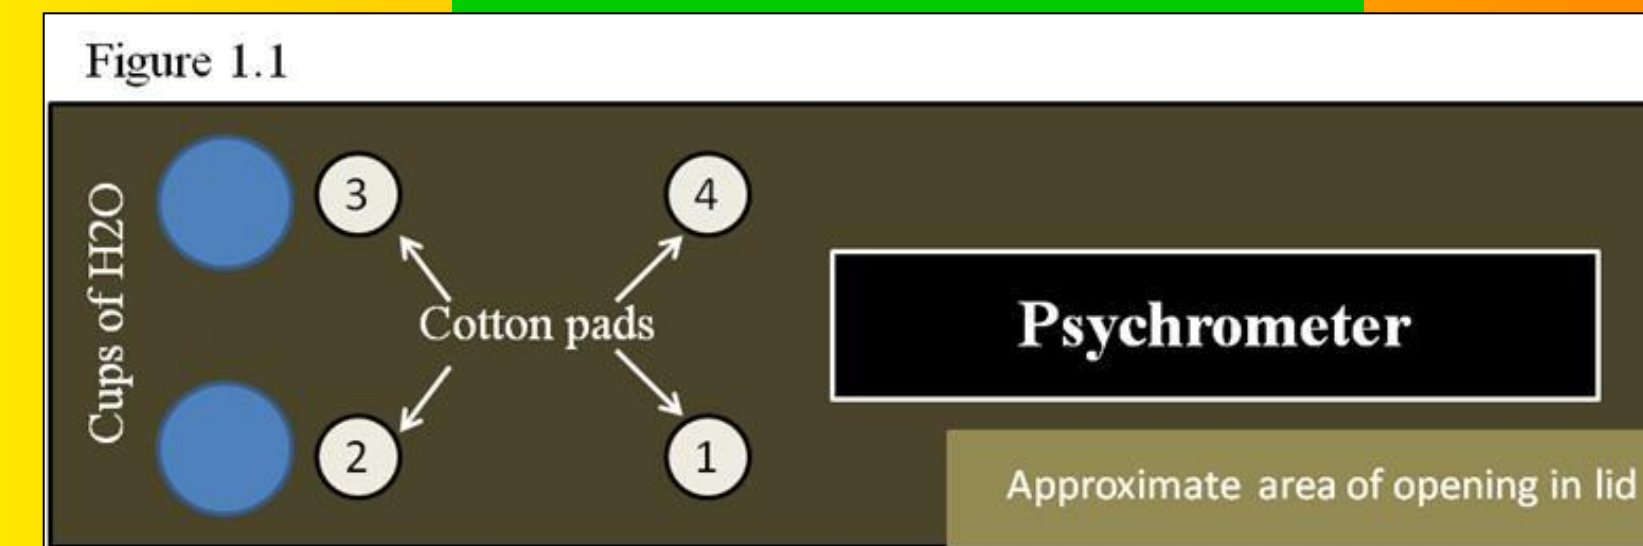 Figure 1.1
Cups of H2O
3
4
Cotton pads
2
1
Psychrometer
Approximate area of opening in lid